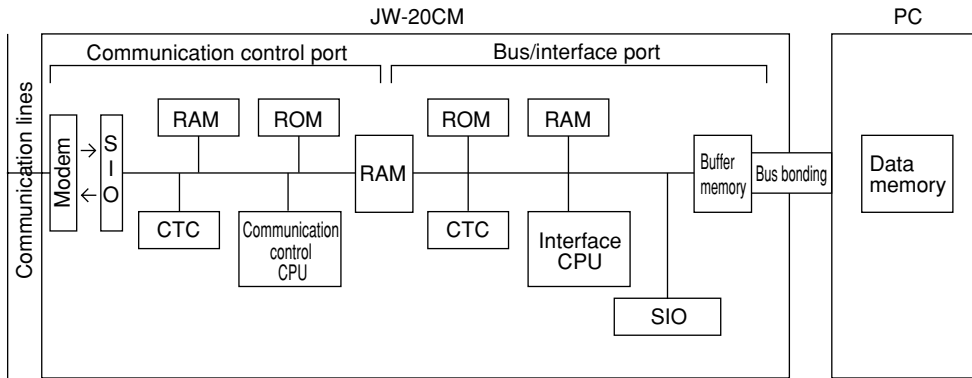 JW-20CM
PC
Communication control port
Bus/interface port
Communication lines
Modem
SIO
RAM
ROM
RAM
ROM
RAM
Buffer
memory
Bus bonding
Data
memory
CTC
Communication
control
CPU
CTC
Interface
CPU
SIO